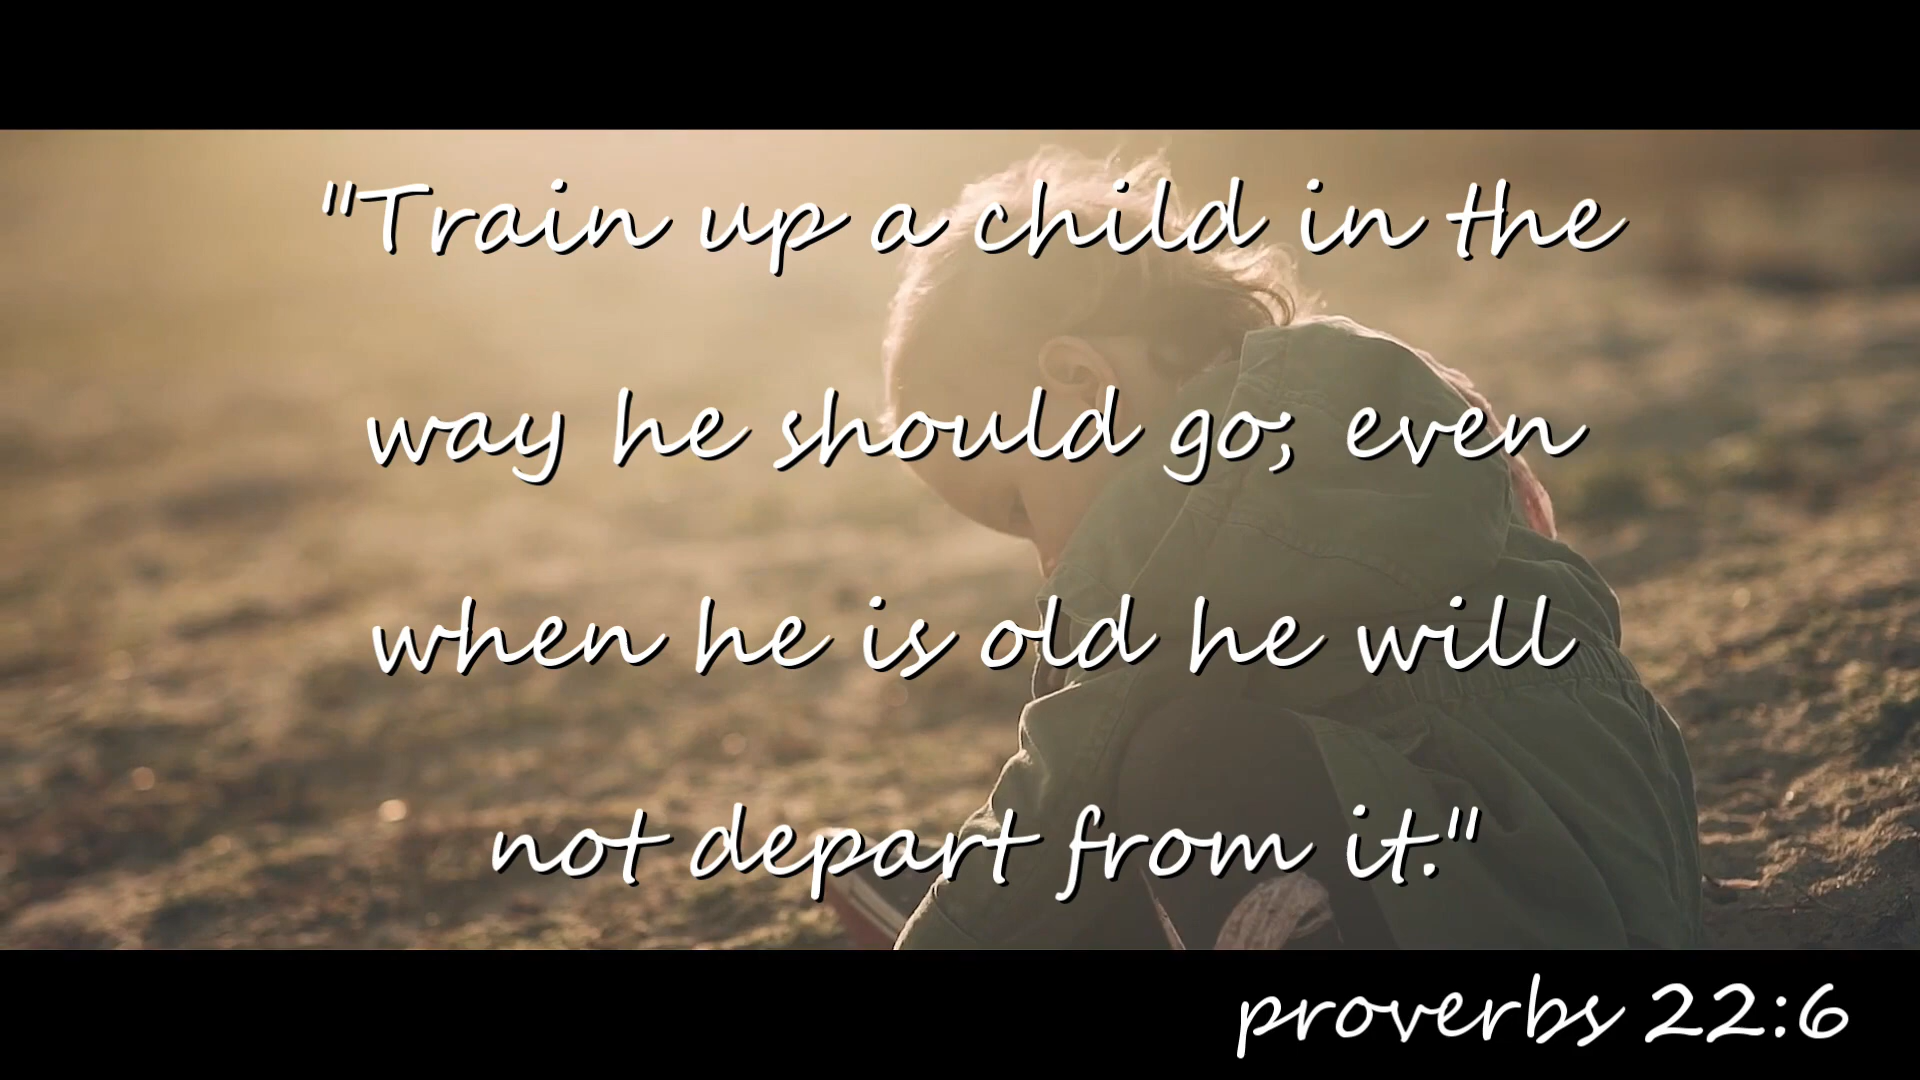 "Train up a child in the
way he should go; even
when he is old he will
not depart from it."
proverbs 22:6